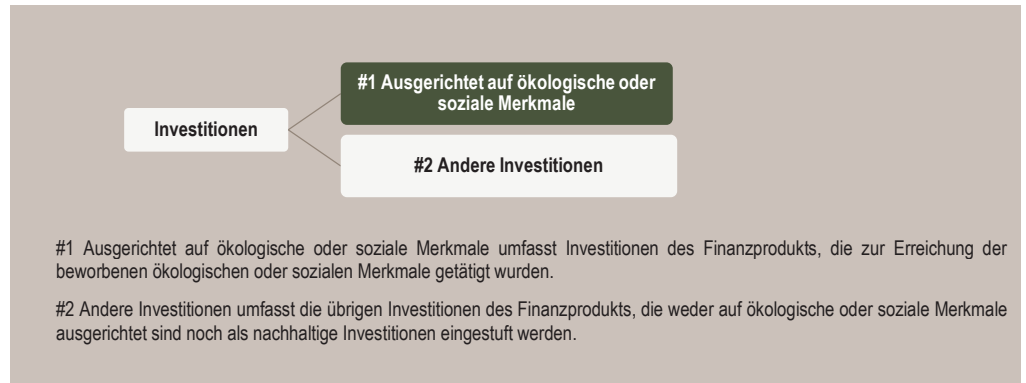 #1 Ausgerichtet auf ökologische oder
soziale Merkmale
Investitionen
#2 Andere Investitionen
#1 Ausgerichtet auf ökologische oder soziale Merkmale umfasst Investitionen des Finanzprodukts, die zur Erreichung der
beworbenen ökologischen oder sozialen Merkmale getätigt wurden.
#2 Andere Investitionen umfasst die übrigen Investitionen des Finanzprodukts, die weder auf ökologische oder soziale Merkmale
ausgerichtet sind noch als nachhaltige Investitionen eingestuft werden.